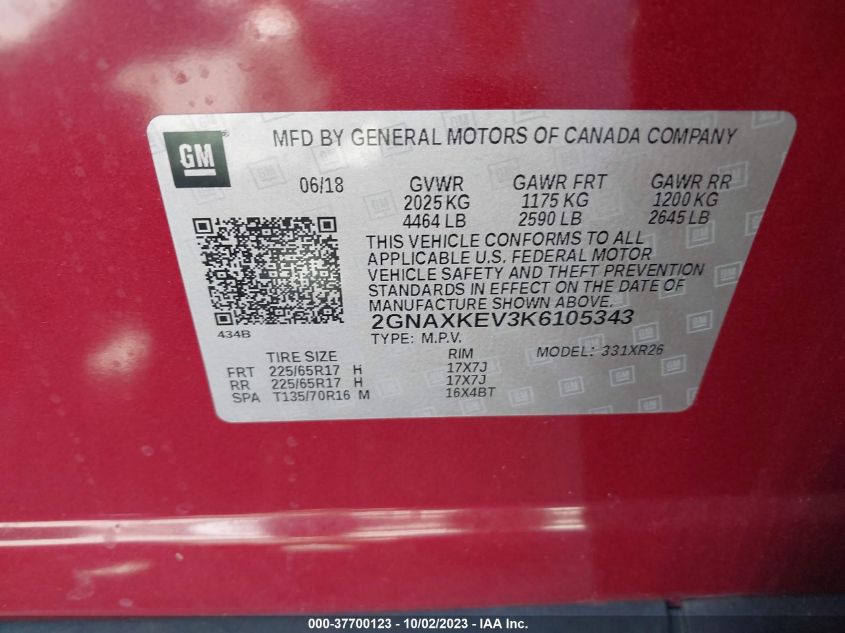 GM
MFD BY GENERAL MOTORS OF CANADA COMPANY
06/18 GVWR GAWR FRT GAWR RR
2025 KG 1175 KG 1200 KG
4464 LB 2590 LB 2645 LB
THIS VEHICLE CONFORMS TO ALL
APPLICABLE U.S. FEDERAL MOTOR
VEHICLE SAFETY AND THEFT PREVENTION
STANDARDS IN EFFECT ON THE DATE OF
MANUFACTURE SHOWN ABOVE.
2GNAXKEV3K6105343
434B
TYPE: M.P.V.
TIRE SIZE RIM MODEL: 331XR26
FRT 225/65R17 H 17X7J
RR 225/65R17 H 17X7J
SPA T135/70R16 M 16X4BT
000-37700123 - 10/02/2023 - © IAA, Inc.